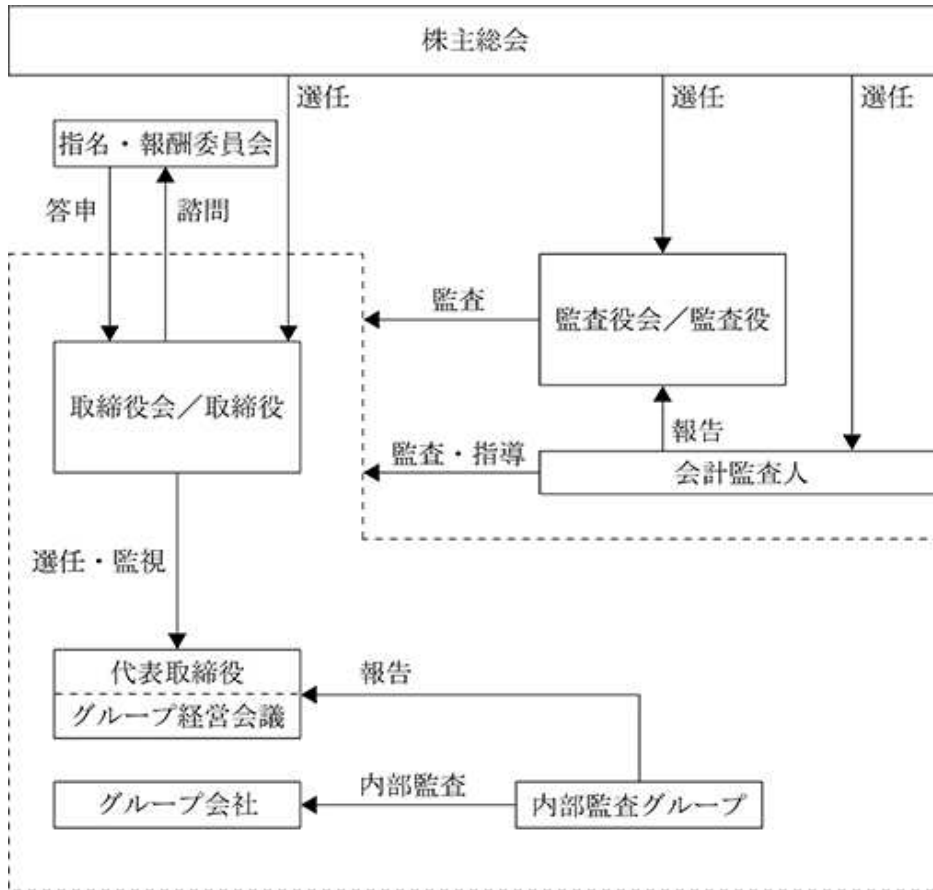 株主総会
選任
選任
選任
指名・報酬委員会
答申
諮問
監査
監査役会／監査役
取締役会／取締役
報告
監査・指導
会計監査人
選任・監視
代表取締役
報告
グループ経営会議
内部監査
グループ会社
内部監査グループ